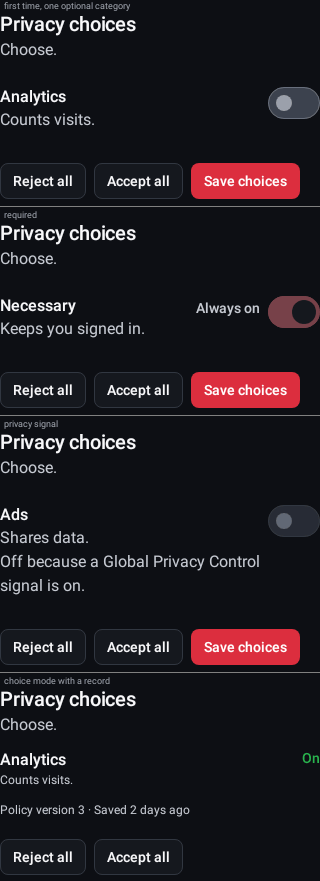 first time, one optional category
Privacy choices
Choose.
Analytics
Counts visits.
Reject all Accept all Save choices
required
Privacy choices
Choose.
Necessary Always on
Keeps you signed in.
Reject all Accept all Save choices
privacy signal
Privacy choices
Choose.
Ads
Shares data.
Off because a Global Privacy Control
signal is on.
Reject all Accept all Save choices
choice mode with a record
Privacy choices
Choose.
Analytics On
Counts visits.
Policy version 3 · Saved 2 days ago
Reject all Accept all